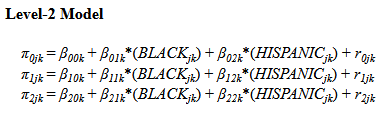 Level-2 Model
π0jk = β00k + β01k*(BLACKjk) + β02k*(HISPANICjk) + r0jk
π1jk = β10k + β11k*(BLACKjk) + β12k*(HISPANICjk) + r1jk
π2jk = β20k + β21k*(BLACKjk) + β22k*(HISPANICjk) + r2jk